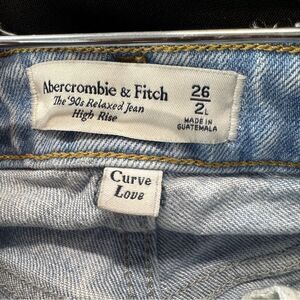 Abercrombie & Fitch
The '90s Relaxed Jean
High Rise
26
2L
MADE IN
GUATEMALA
Curve
Love